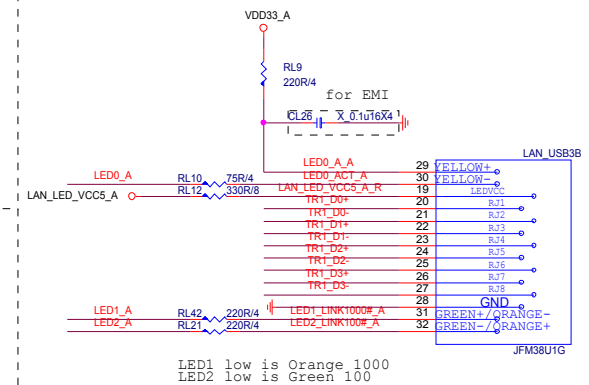 VDD33_A
RL9
220R/4
for EMI
CL26 X_0.1u16X4
LAN_USB3B
LED0_A RL10 75R/4 LED0_A_A 29 YELLOW+
LED0_ACT_A 30 YELLOW-
LAN_LED_VCC5_A RL12 330R/8 LAN_LED_VCC5_A_R 19 LEDVCC
TR1_D0+ 20 RJ1
TR1_D0- 21 RJ2
TR1_D1+ 22 RJ3
TR1_D1- 23 RJ4
TR1_D2+ 24 RJ5
TR1_D2- 25 RJ6
TR1_D3+ 26 RJ7
TR1_D3- 27 RJ8
28 GND
LED1_A RL42 220R/4 LED1_LINK1000#_A 31 GREEN+/ORANGE-
LED2_A RL21 220R/4 LED2_LINK100#_A 32 GREEN-/ORANGE+
JFM38U1G
LED1 low is Orange 1000
LED2 low is Green 100